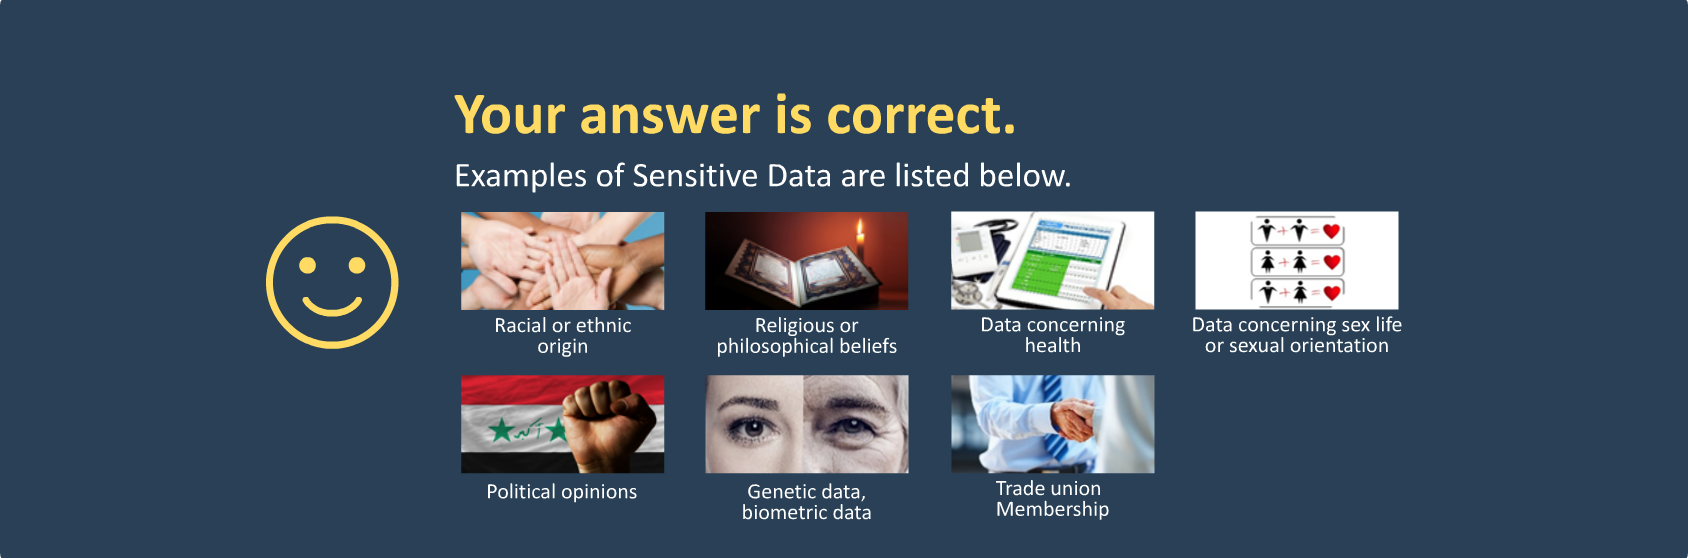 Your answer is correct.
Examples of Sensitive Data are listed below.
Racial or ethnic
origin
Religious or
philosophical beliefs
Data concerning
health
Data concerning sex life
or sexual orientation
Political opinions
Genetic data,
biometric data
Trade union
Membership